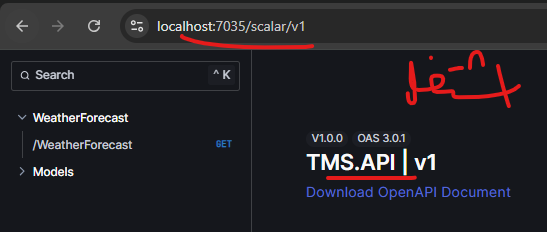 localhost:7035/scalar/v1
Search
^ K
WeatherForecast
/WeatherForecast
GET
Models
V1.0.0
OAS 3.0.1
TMS.API | v1
Download OpenAPI Document